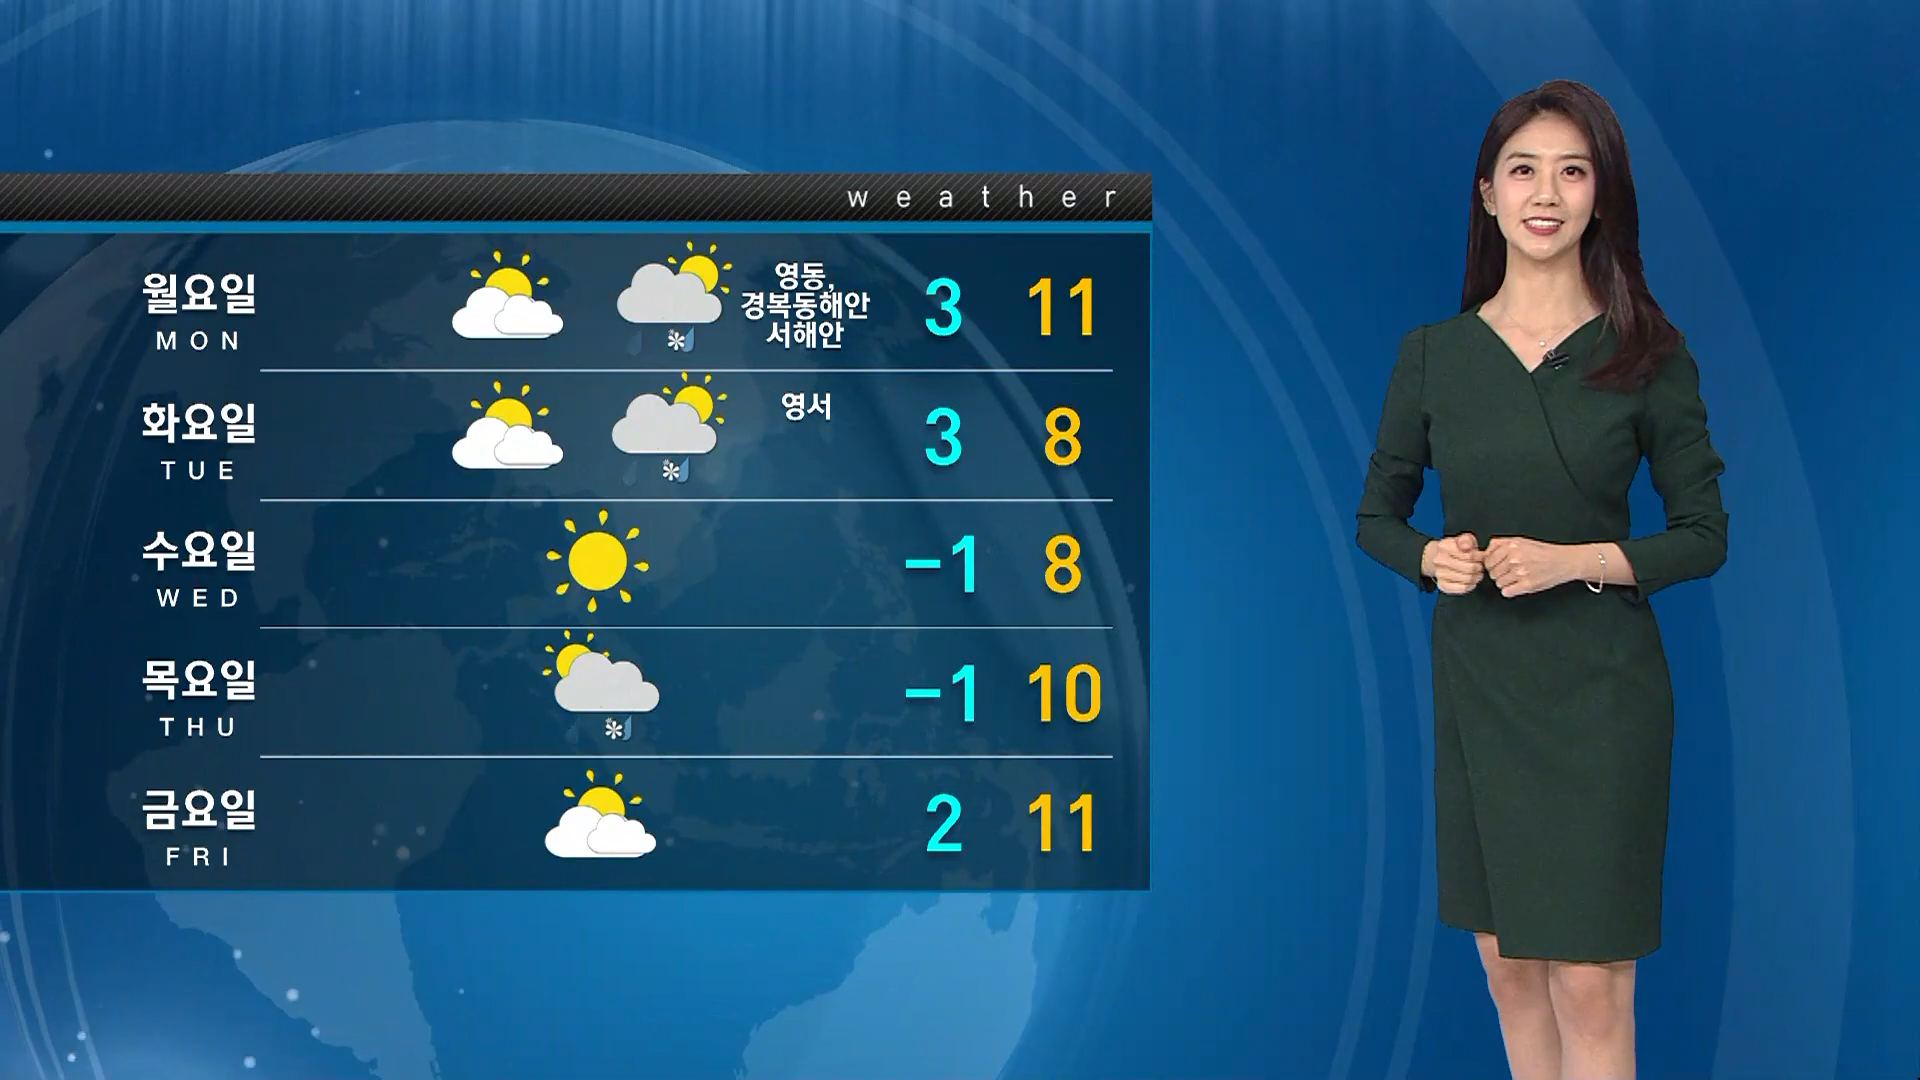 weather
월요일
MON
영동,
경북동해안
서해안
3 11
화요일
TUE
영서
3 8
수요일
WED
-1 8
목요일
THU
-1 10
금요일
FRI
2 11